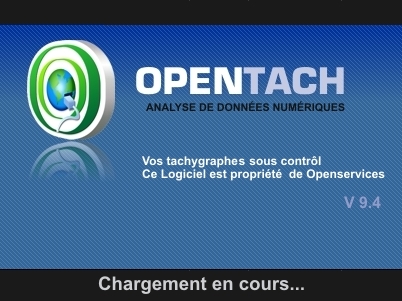 OPENTACH
ANALYSE DE DONNÉES NUMÉRIQUES
Vos tachygraphes sous contrôl
Ce Logiciel est propriété de Openservices
V 9.4
Chargement en cours...